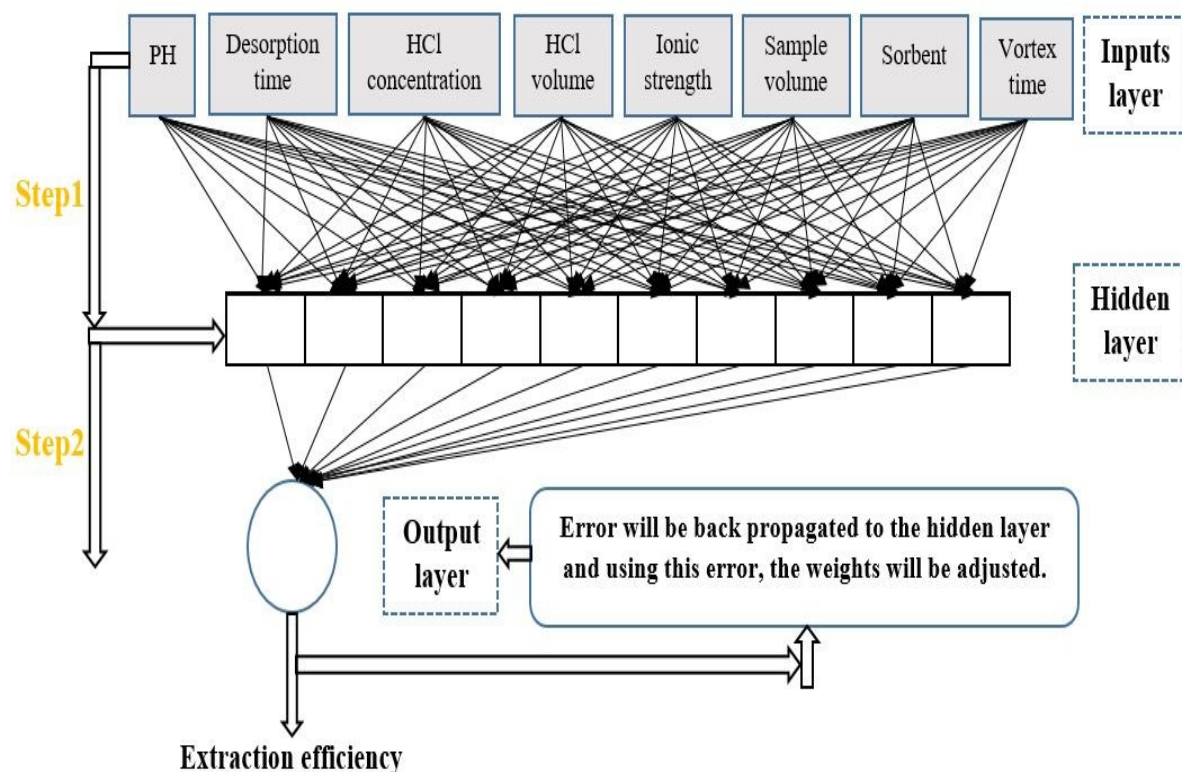 PH
Desorption
time
HCl
concentration
HCl
volume
Ionic
strength
Sample
volume
Sorbent
Vortex
time
Inputs
layer
Step1
Hidden
layer
Step2
Output
layer
Error will be back propagated to the hidden layer
and using this error, the weights will be adjusted.
Extraction efficiency